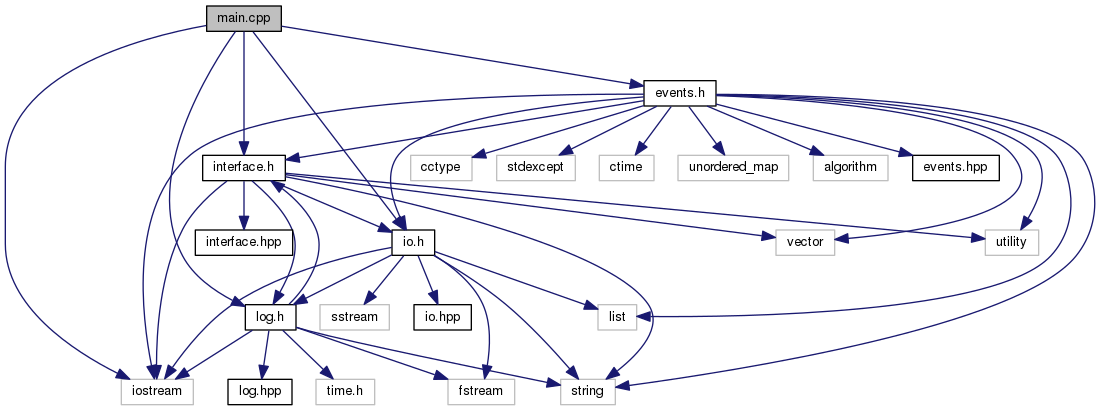 main.cpp
events.h
interface.h
cctype
stdexcept
ctime
unordered_map
algorithm
events.hpp
interface.hpp
io.h
vector
utility
log.h
sstream
io.hpp
list
iostream
log.hpp
time.h
fstream
string